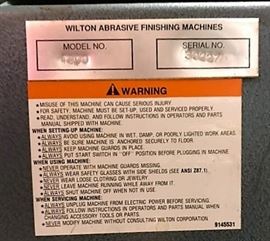 WILTON ABRASIVE FINISHING MACHINES
MODEL NO.
SERIAL NO.
WARNING
● MISUSE OF THIS MACHINE CAN CAUSE SERIOUS INJURY
● FOR SAFETY, MACHINE MUST BE SET-UP, USED AND SERVICED PROPERLY.
● READ, UNDERSTAND, AND FOLLOW INSTRUCTIONS IN OPERATORS AND PARTS
MANUAL SHIPPED WITH MACHINE
WHEN SETTING-UP MACHINE:
● ALWAYS AVOID USING MACHINE IN WET, DAMP, OR POORLY LIGHTED WORK AREAS.
● ALWAYS BE SURE MACHINE IS ANCHORED SECURELY TO FLOOR.
● ALWAYS KEEP MACHINE GUARDS IN PLACE.
● ALWAYS PUT START SWITCH IN "OFF" POSITION BEFORE PLUGGING IN MACHINE
WHEN USING MACHINE:
● NEVER OPERATE WITH MACHINE GUARDS MISSING.
● ALWAYS WEAR SAFETY GLASSES WITH SIDE SHIELDS (SEE ANSI Z87.1).
● NEVER WEAR LOOSE CLOTHING OR JEWELRY.
● NEVER LEAVE MACHINE RUNNING WHILE AWAY FROM IT.
● ALWAYS SHUT MACHINE OFF WHEN NOT IN USE
WHEN SERVICING MACHINE:
● ALWAYS UNPLUG MACHINE FROM ELECTRIC POWER BEFORE SERVICING.
● ALWAYS FOLLOW INSTRUCTIONS IN OPERATORS AND PARTS MANUAL WHEN
CHANGING ACCESSORY TOOLS OR PARTS.
● NEVER MODIFY MACHINE WITHOUT CONSULTING WILTON CORPORATION
9145531